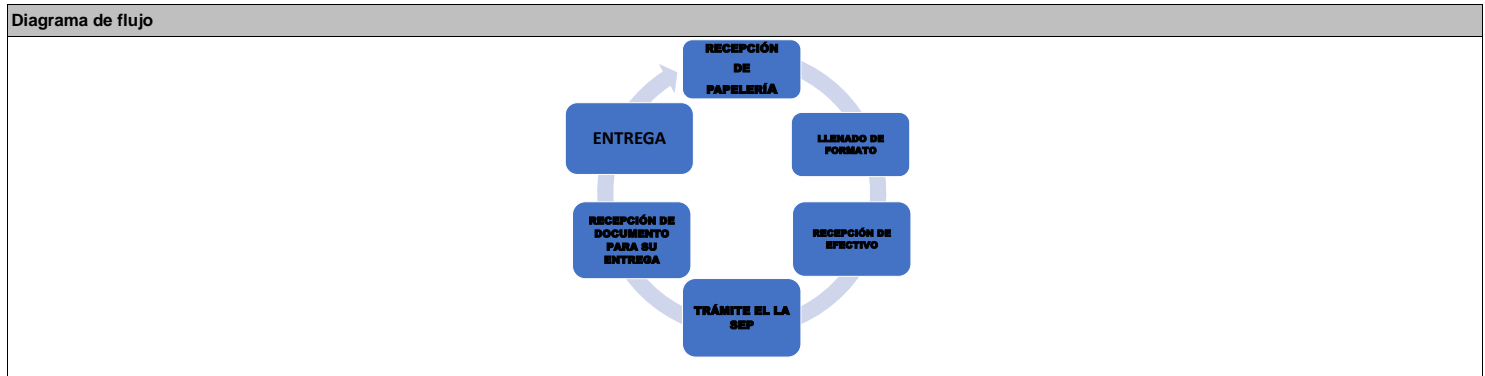 Diagrama de flujo
RECEPCIÓN
DE
PAPELERÍA
LLENADO DE
FORMATO
RECEPCIÓN DE
EFECTIVO
TRÁMITE EL LA
SEP
RECEPCIÓN DE
DOCUMENTO
PARA SU
ENTREGA
ENTREGA